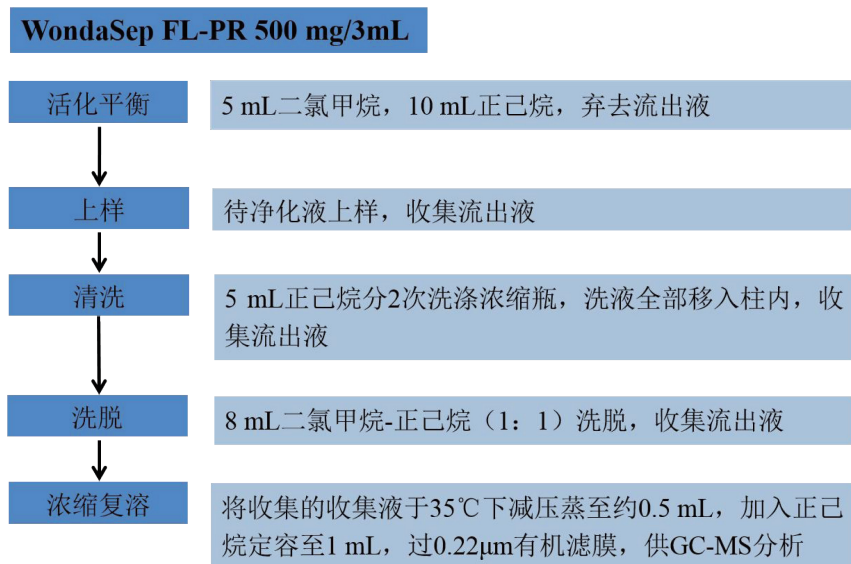 WondaSep FL-PR 500 mg/3mL
活化平衡
5 mL二氯甲烷，10 mL正己烷，弃去流出液
上样
待净化液上样，收集流出液
清洗
5 mL正己烷分2次洗涤浓缩瓶，洗液全部移入柱内，收
集流出液
洗脱
8 mL二氯甲烷-正己烷（1：1）洗脱，收集流出液
浓缩复溶
将收集的收集液于35℃下减压蒸至约0.5 mL，加入正己
烷定容至1 mL，过0.22μm有机滤膜，供GC-MS分析